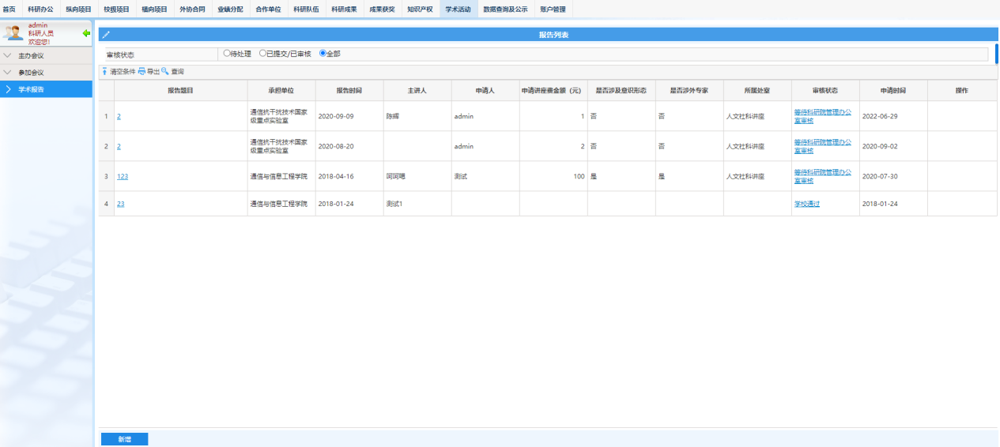 首页 科研办公 纵向项目 校级项目 横向项目 外协合同 业绩分配 合作单位 科研队伍 科研成果 成果获奖 知识产权 学术活动 数据查询及公示 账户管理
admin
科研人员
欢迎您!
主办会议
参加会议
学术报告
报告列表
审核状态 待处理 已提交/已审核 全部
清空条件 导出 查询
报告题目 承担单位 报告时间 主讲人 申请人 申请讲座费金额（元） 是否涉及意识形态 是否涉外专家 所属处室 审核状态 申请时间 操作
1 2 通信抗干扰技术国家级重点实验室 2020-09-09 陈辉 admin 1 否 否 人文社科讲座 等待科研院管理办公室审核 2022-06-29
2 2 通信抗干扰技术国家级重点实验室 2020-08-20 admin 2 否 否 人文社科讲座 等待科研院管理办公室审核 2020-09-02
3 123 通信与信息工程学院 2018-04-16 呵呵嗯 测试 100 是 是 人文社科讲座 等待科研院管理办公室审核 2020-07-30
4 23 通信与信息工程学院 2018-01-24 测试1 学校通过 2018-01-24
新增